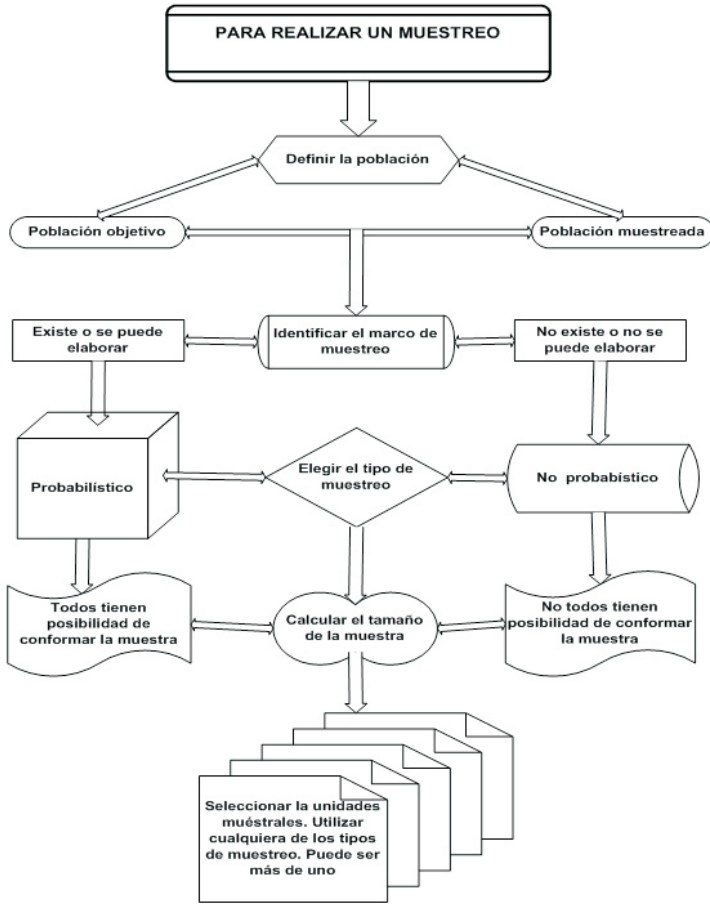 PARA REALIZAR UN MUESTREO
Definir la población
Población objetivo
Población muestreada
Existe o se puede
elaborar
Identificar el marco de
muestreo
No existe o no se
puede elaborar
Probabilístico
Elegir el tipo de
muestreo
No probabístico
Todos tienen
posibilidad de
conformar la muestra
Calcular el tamaño
de la muestra
No todos tienen
posibilidad de conformar
la muestra
Seleccionar la unidades
muéstrales. Utilizar
cualquiera de los tipos
de muestreo. Puede ser
más de uno